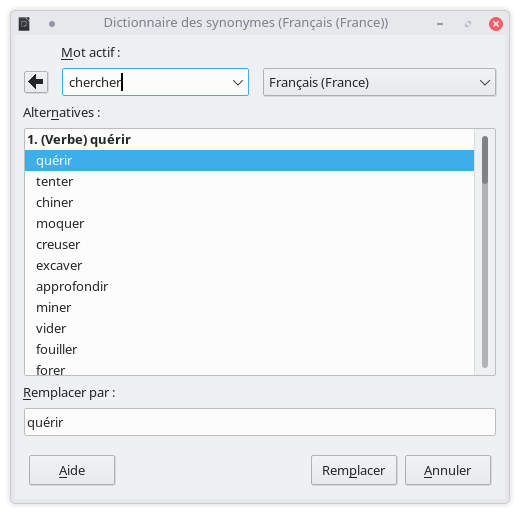 Dictionnaire des synonymes (Français (France))
Mot actif :
chercher
Français (France)
Alternatives :
1. (Verbe) quérir
quérir
tenter
chiner
moquer
creuser
excaver
approfondir
miner
vider
fouiller
forer
Remplacer par :
quérir
Aide
Remplacer
Annuler